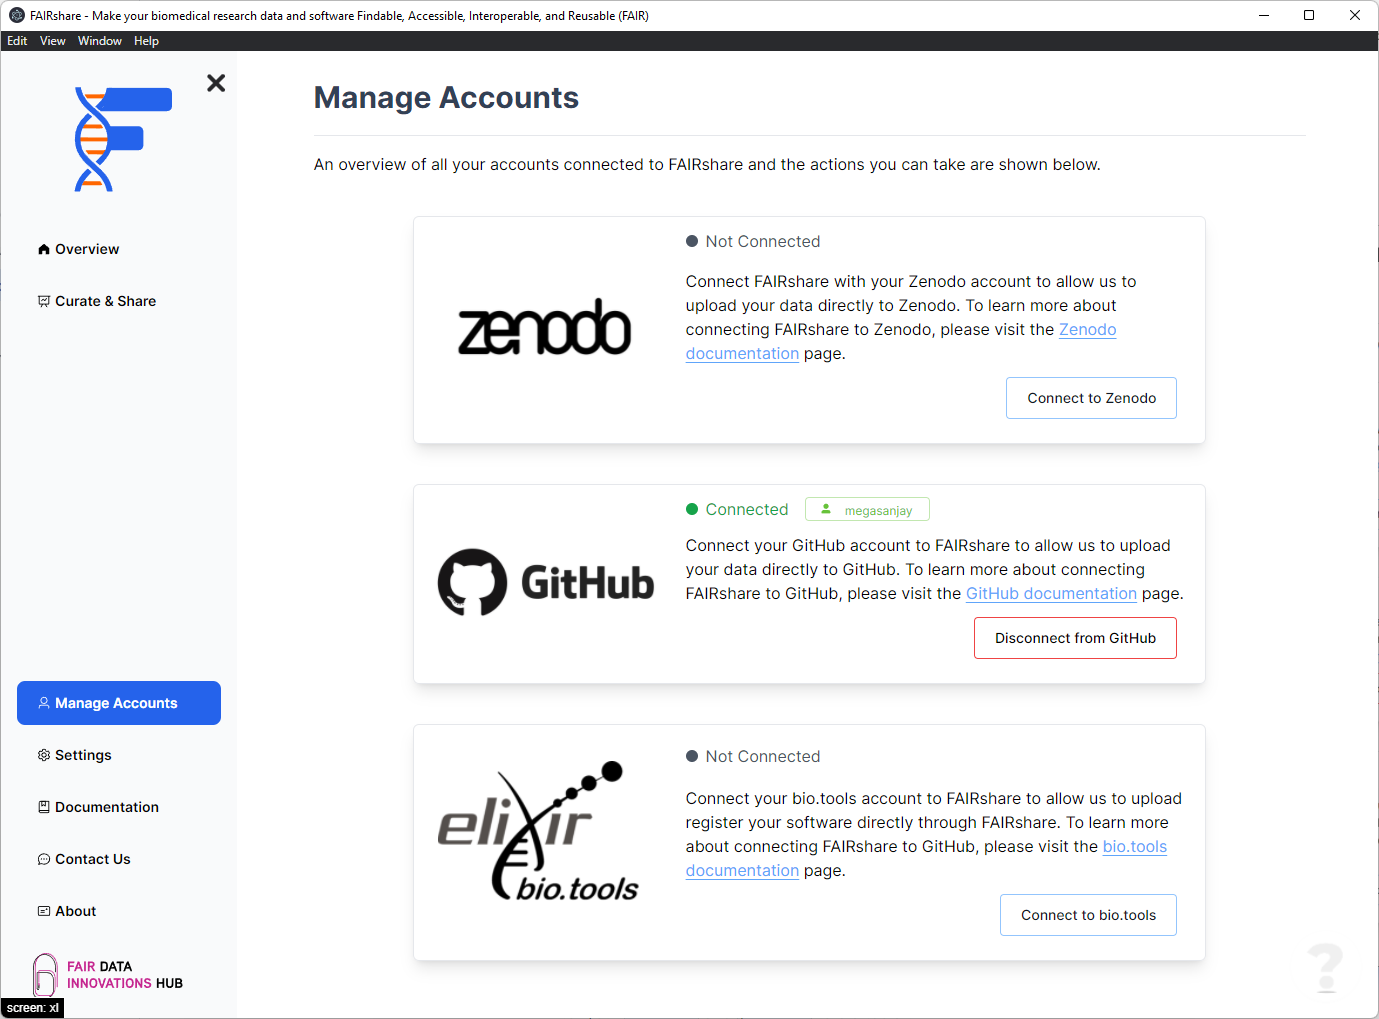 FAIRshare - Make your biomedical research data and software Findable, Accessible, Interoperable, and Reusable (FAIR)
Edit View Window Help
Overview
Curate & Share
Manage Accounts
Settings
Documentation
Contact Us
About
FAIR DATA
INNOVATIONS HUB
screen: xl
Manage Accounts
An overview of all your accounts connected to FAIRshare and the actions you can take are shown below.
zenodo
Not Connected
Connect FAIRshare with your Zenodo account to allow us to
upload your data directly to Zenodo. To learn more about
connecting FAIRshare to Zenodo, please visit the Zenodo
documentation page.
Connect to Zenodo
GitHub
Connected megasanjay
Connect your GitHub account to FAIRshare to allow us to upload
your data directly to GitHub. To learn more about connecting
FAIRshare to GitHub, please visit the GitHub documentation page.
Disconnect from GitHub
elixir
bio.tools
Not Connected
Connect your bio.tools account to FAIRshare to allow us to upload
register your software directly through FAIRshare. To learn more
about connecting FAIRshare to GitHub, please visit the bio.tools
documentation page.
Connect to bio.tools
?